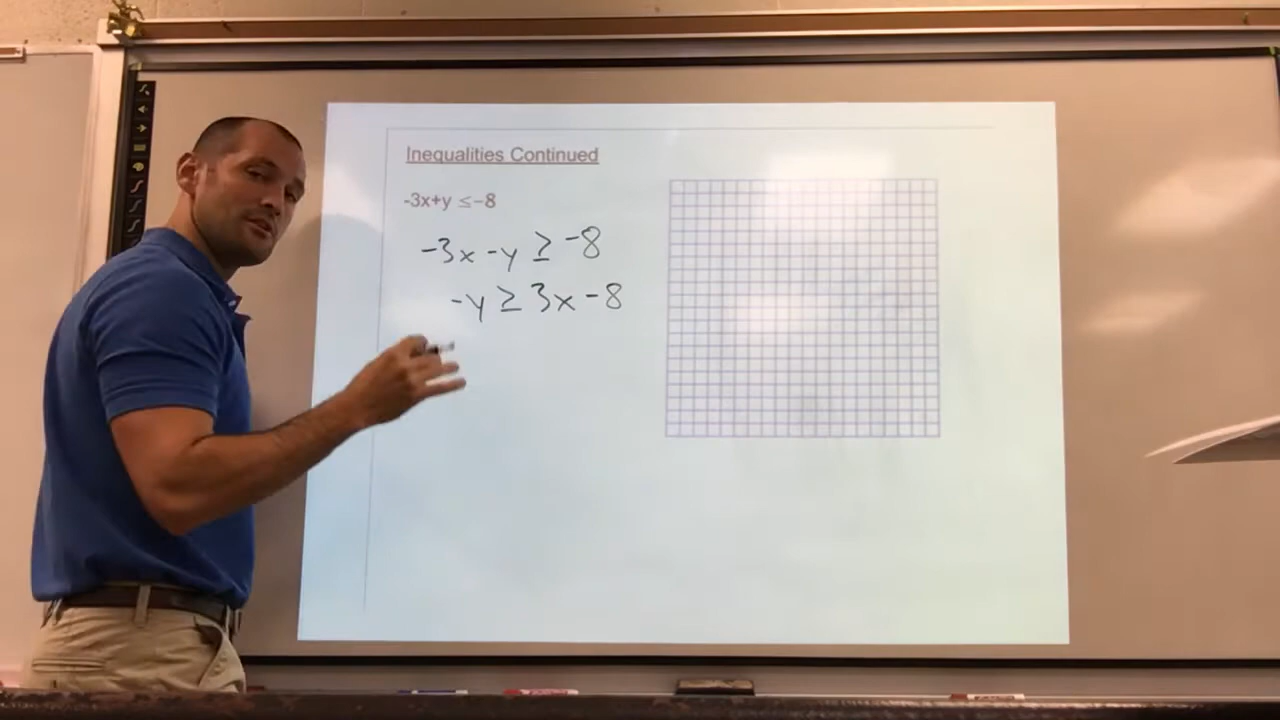 Inequalities Continued
-3x+y ≤-8
-3x -y ≥ -8
-y ≥ 3x -8